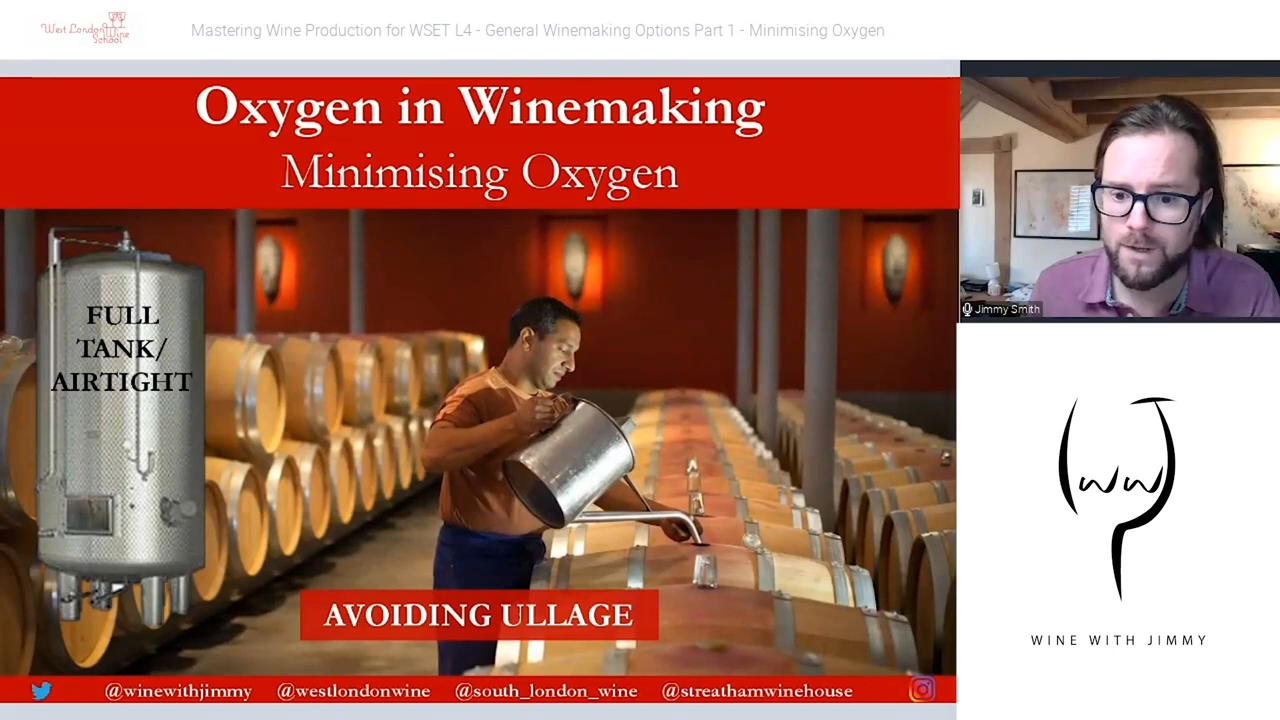 West London Wine School
Mastering Wine Production for WSET L4 - General Winemaking Options Part 1 - Minimising Oxygen
Oxygen in Winemaking
Minimising Oxygen
FULL
TANK/
AIRTIGHT
AVOIDING ULLAGE
@winewithjimmy @westlondonwine @south_london_wine @streathamwinehouse
Jimmy Smith
WWJ
WINE WITH JIMMY